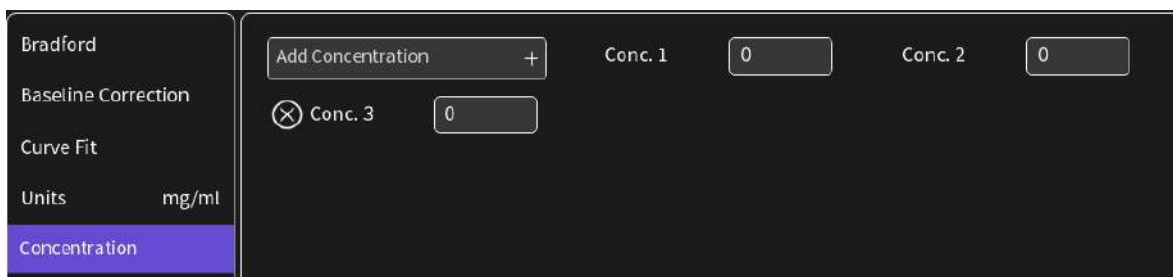 Bradford
Baseline Correction
Curve Fit
Units mg/ml
Concentration
Add Concentration + Conc. 1 0 Conc. 2 0
Conc. 3 0